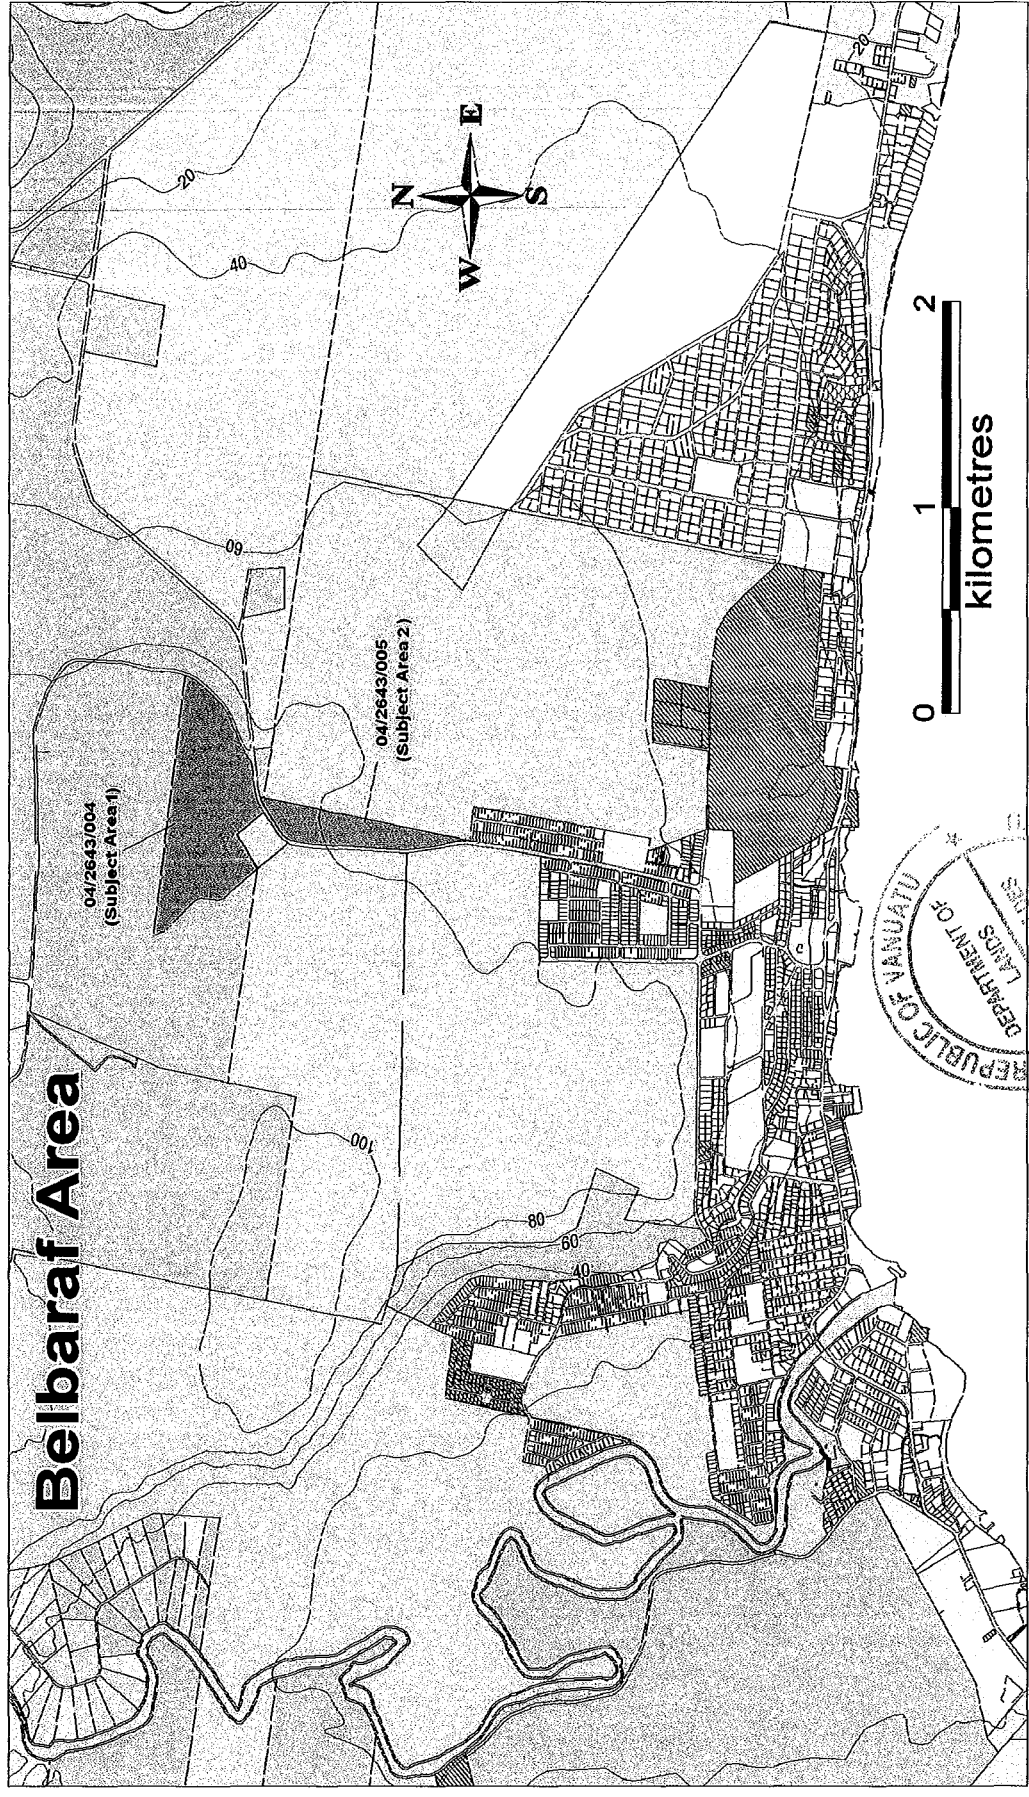 Belbaraf Area
04/2643/004
(Subject Area 1)
04/2643/005
(Subject Area 2)
N
E
S
W
20
40
60
20
100
80
60
40
0
1
2
kilometres
REPUBLIC OF VANUATU
DEPARTMENT OF
LANDS